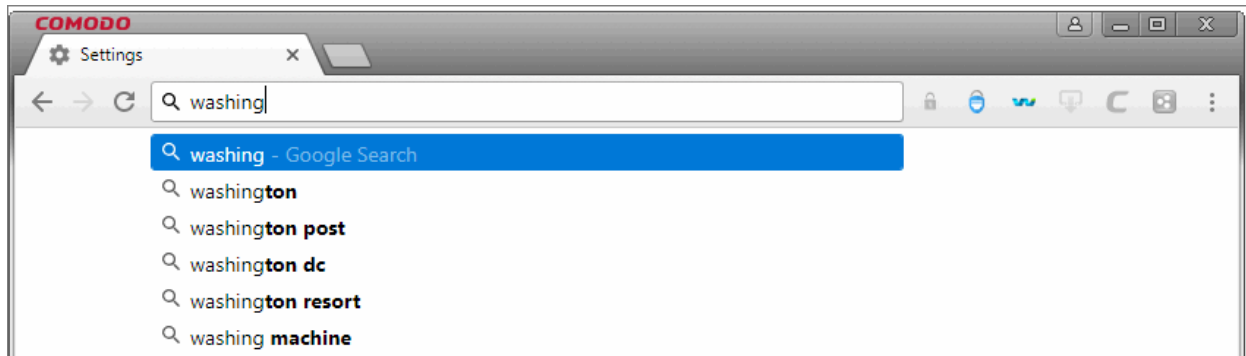 COMODO
Settings
washing
washing - Google Search
washington
washington post
washington dc
washington resort
washing machine